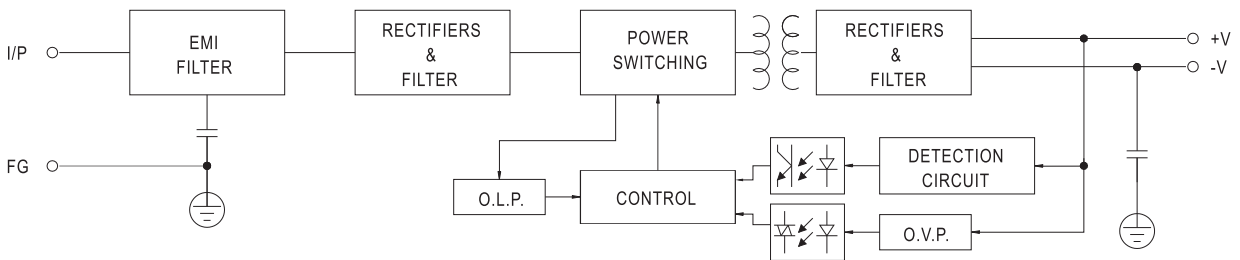 I/P
EMI
FILTER
RECTIFIERS
&
FILTER
POWER
SWITCHING
RECTIFIERS
&
FILTER
+V
-V
FG
O.L.P.
CONTROL
DETECTION
CIRCUIT
O.V.P.